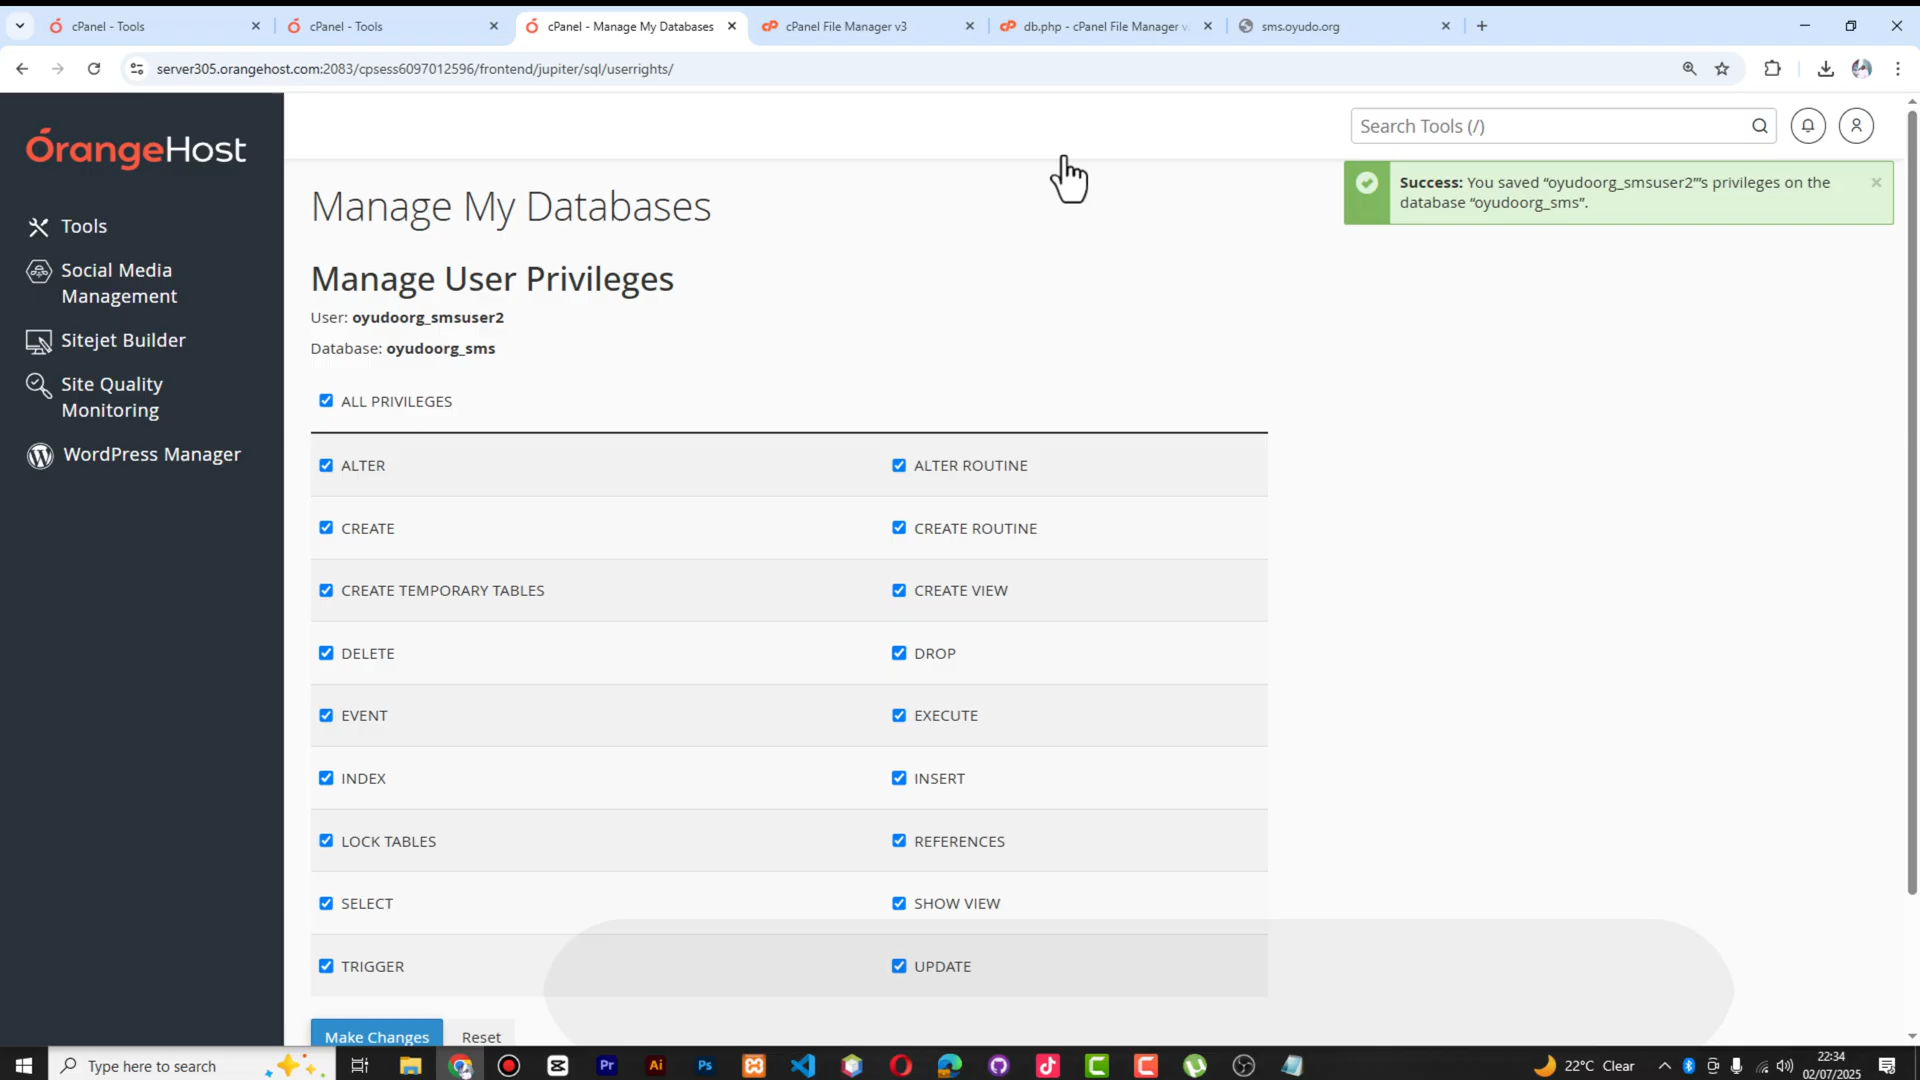 cPanel - Tools
cPanel - Tools
cPanel - Manage My Databases
cPanel File Manager v3
db.php - cPanel File Manager v
sms.oyudo.org
server305.orangehost.com:2083/cpsess6097012596/frontend/jupiter/sql/userrights/
OrangeHost
Search Tools (/)
Success: You saved “oyudoorg_smsuser2”'s privileges on the
database “oyudoorg_sms”.
Tools
Social Media
Management
Sitejet Builder
Site Quality
Monitoring
WordPress Manager
Manage My Databases
Manage User Privileges
User: oyudoorg_smsuser2
Database: oyudoorg_sms
ALL PRIVILEGES
ALTER
ALTER ROUTINE
CREATE
CREATE ROUTINE
CREATE TEMPORARY TABLES
CREATE VIEW
DELETE
DROP
EVENT
EXECUTE
INDEX
INSERT
LOCK TABLES
REFERENCES
SELECT
SHOW VIEW
TRIGGER
UPDATE
Make Changes
Reset
Type here to search
Pr
Ai
Ps
22°C Clear
22:34
02/07/2025